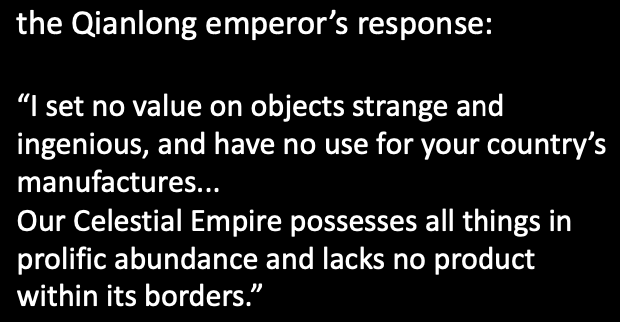 the Qianlong emperor’s response:
“I set no value on objects strange and
ingenious, and have no use for your country’s
manufactures...
Our Celestial Empire possesses all things in
prolific abundance and lacks no product
within its borders.”